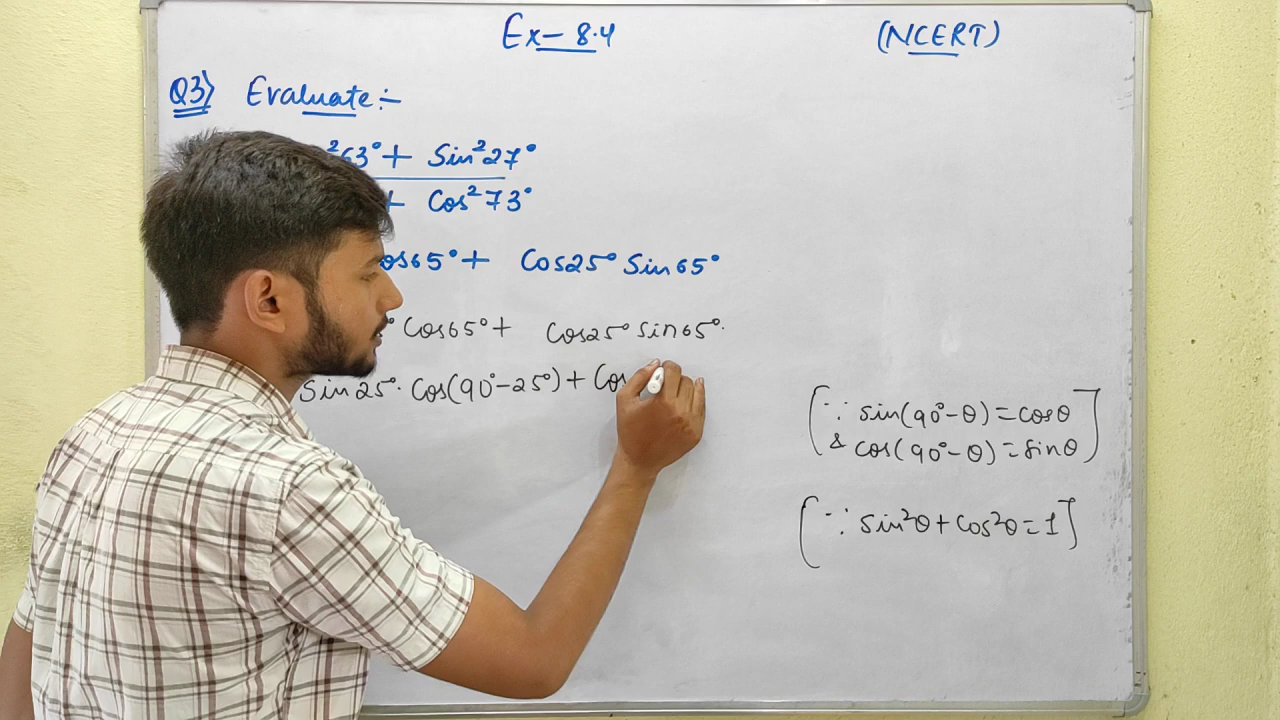 Ex- 8.4 (NCERT)
Q3) Evaluate:-
²63° + Sin²27°
+ Cos²73°
os65° + Cos25° Sin65°
° Cos65° + Cos25° Sin65°.
Sin25°. Cos(90°-25°) + Cos
[∵ sin(90°-θ)=cosθ
& cos(90°-θ)=sinθ]
[∵ sin²θ+cos²θ=1]